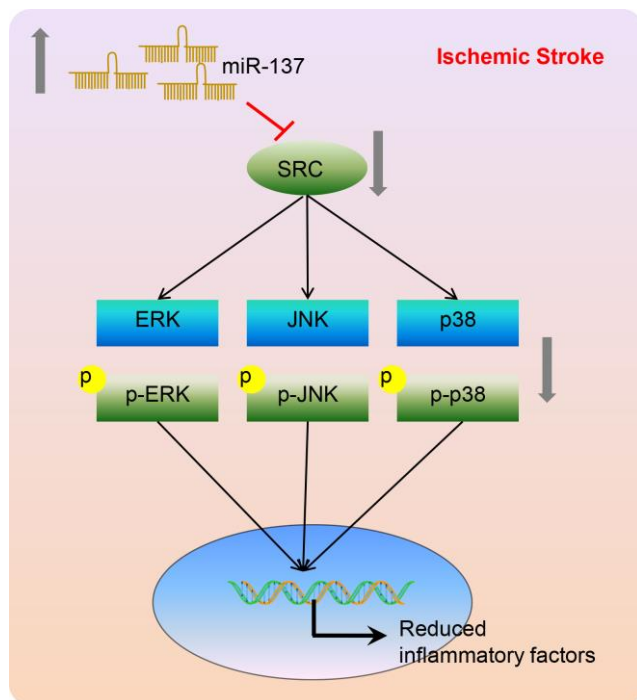 Ischemic Stroke
miR-137
SRC
ERK
JNK
p38
p
p-ERK
p
p-JNK
p
p-p38
Reduced
inflammatory factors